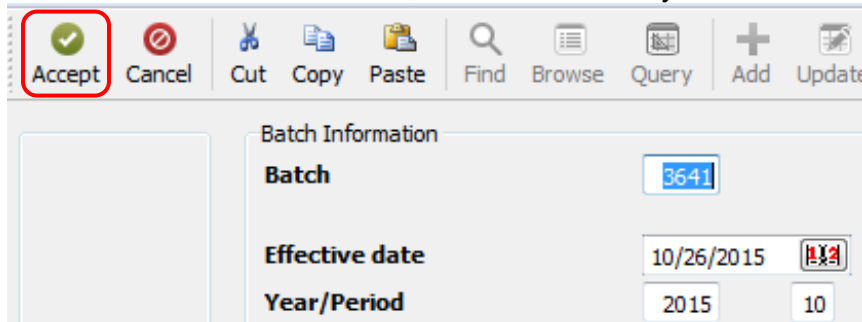 Accept Cancel Cut Copy Paste Find Browse Query Add Update
Batch Information
Batch 3641
Effective date 10/26/2015
Year/Period 2015 10